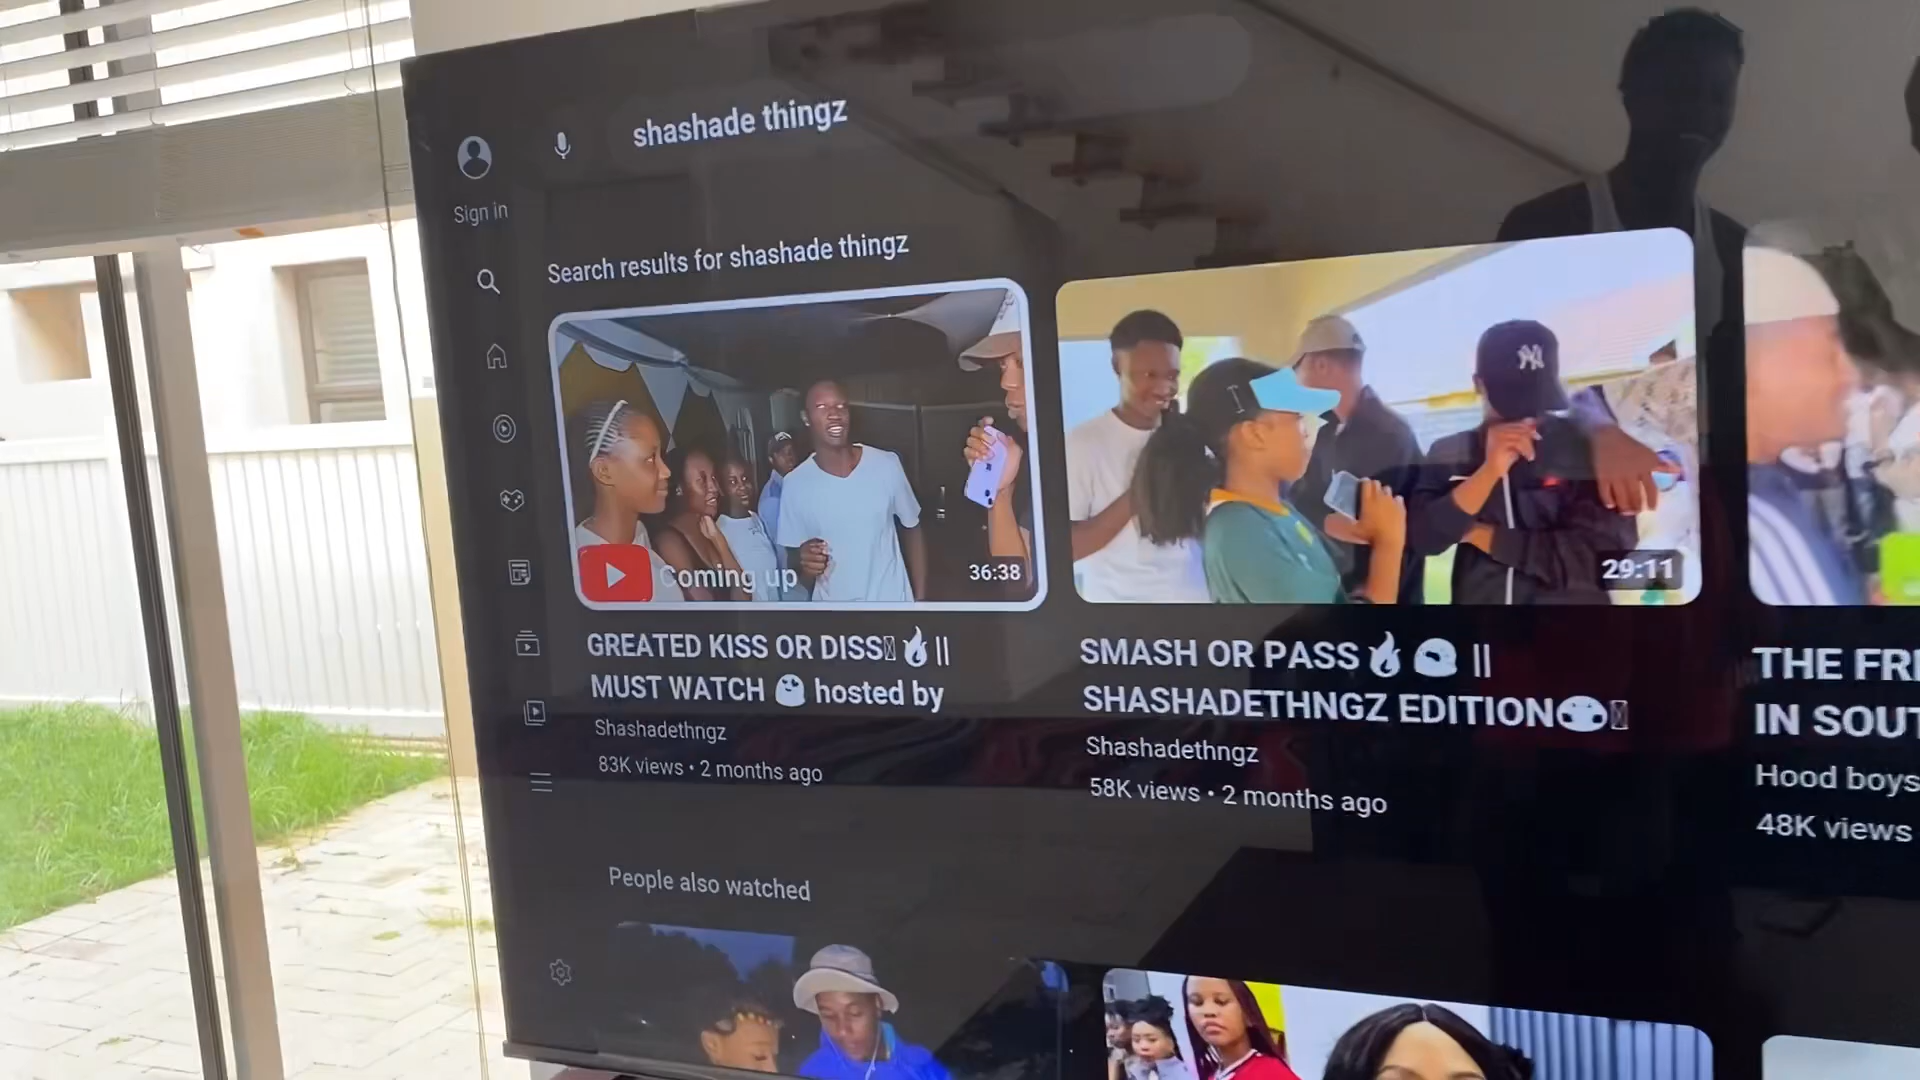 shashade thingz
Sign in
Search results for shashade thingz
Coming up
36:38
29:11
GREATED KISS OR DISS🔥 ||
MUST WATCH hosted by
Shashadethngz
83K views • 2 months ago
SMASH OR PASS🔥 ||
SHASHADETHNGZ EDITION
Shashadethngz
58K views • 2 months ago
THE FRI
IN SOUT
Hood boys
48K views
People also watched